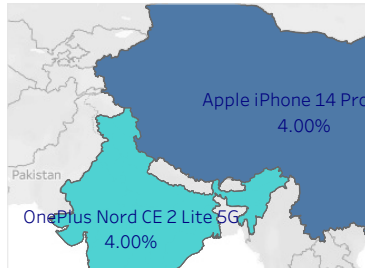 Apple iPhone 14 Pro
4.00%
Pakistan
OnePlus Nord CE 2 Lite 5G
4.00%